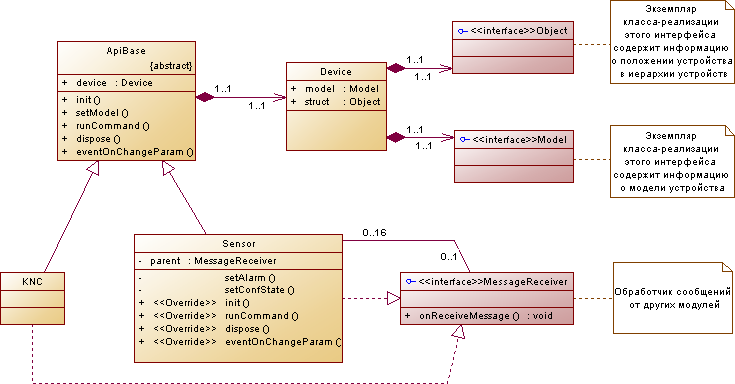 ApiBase
{abstract}
+ device : Device
+ init ()
+ setModel ()
+ runCommand ()
+ dispose ()
+ eventOnChangeParam ()
1..1
1..1
Device
+ model : Model
+ struct : Object
1..1
1..1
<<interface>>Object
Экземпляр
класса-реализации
этого интерфейса
содержит информацию
о положении устройства
в иерархии устройств
1..1
1..1
<<interface>>Model
Экземпляр
класса-реализации
этого интерфейса
содержит информацию
о модели устройства
KNC
Sensor
- parent : MessageReceiver
- setAlarm ()
- setConfState ()
+ <<Override>> init ()
+ <<Override>> runCommand ()
+ <<Override>> dispose ()
+ <<Override>> eventOnChangeParam ()
0..16
0..1
<<interface>>MessageReceiver
+ onReceiveMessage () : void
Обработчик сообщений
от других модулей